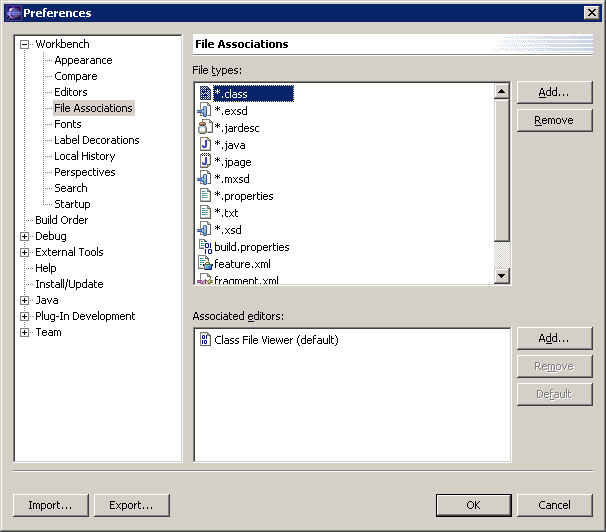 Preferences
Workbench
Appearance
Compare
Editors
File Associations
Fonts
Label Decorations
Local History
Perspectives
Search
Startup
Build Order
Debug
External Tools
Help
Install/Update
Java
Plug-In Development
Team
File Associations
File types:
*.class
*.exsd
*.jardesc
*.java
*.jpage
*.mxsd
*.properties
*.txt
*.xsd
build.properties
feature.xml
fragment.xml
Add...
Remove
Associated editors:
Class File Viewer (default)
Add...
Remove
Default
Import...
Export...
OK
Cancel